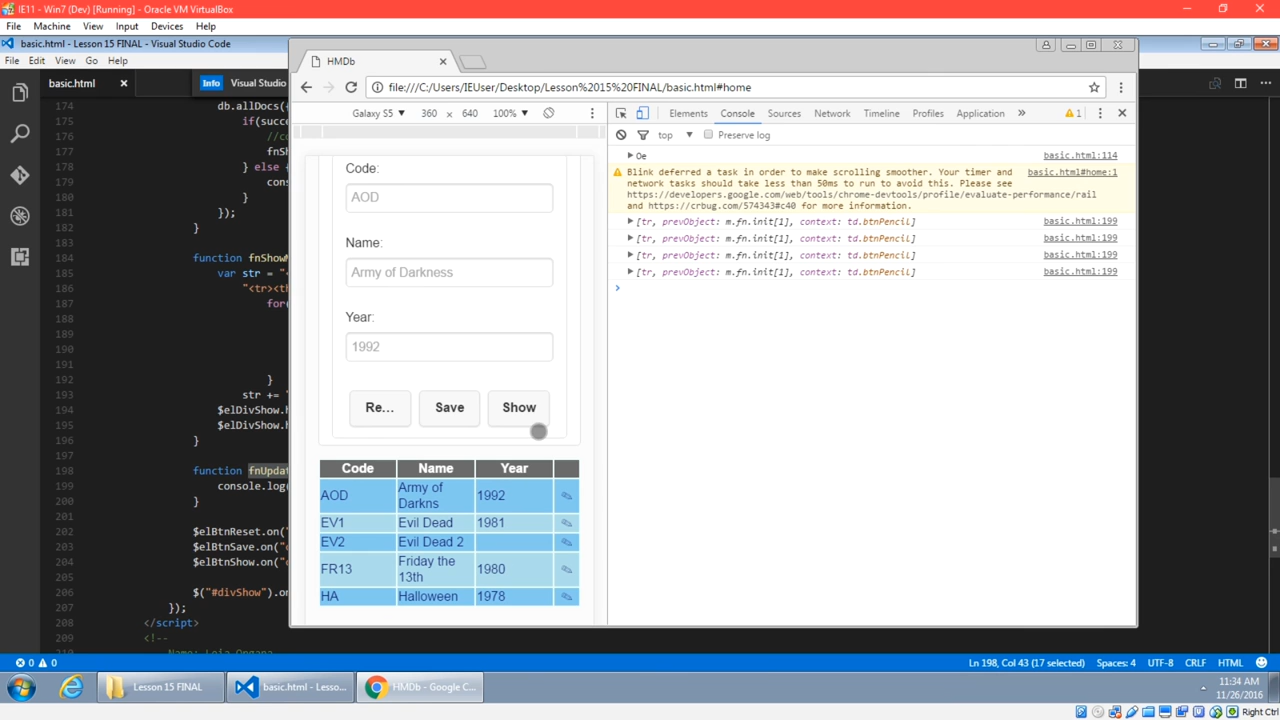 IE11 - Win7 (Dev) [Running] - Oracle VM VirtualBox
File Machine View Input Devices Help
basic.html - Lesson 15 FINAL - Visual Studio Code
File Edit View Go Help
basic.html
Info Visual Studio
HMDb
file:///C:/Users/IEUser/Desktop/Lesson%2015%20FINAL/basic.html#home
Galaxy S5 ▼ 360 × 640 100% ▼
Elements Console Sources Network Timeline Profiles Application » 1
top ▼ Preserve log
174 db.allDocs({
175 if(succe
176 //co
177 fnSh
178 } else {
179 cons
180 }
181 });
182 }
183
184 function fnShowM
185 var str = "<
186 "<tr><th
187 for(
188
189
190
191
192 }
193 str += "
194 $elDivShow.h
195 $elDivShow.h
196 }
197
198 function fnUpdat
199 console.log(
200 }
201
202 $elBtnReset.on("
203 $elBtnSave.on("c
204 $elBtnShow.on("c
205
206 $("#divShow").on
207 });
208 </script>
209 <!--
Code:
AOD
Name:
Army of Darkness
Year:
1992
Re... Save Show
Code Name Year
AOD Army of Darkns 1992
EV1 Evil Dead 1981
EV2 Evil Dead 2
FR13 Friday the 13th 1980
HA Halloween 1978
Oe basic.html:114
Blink deferred a task in order to make scrolling smoother. Your timer and basic.html#home:1
network tasks should take less than 50ms to run to avoid this. Please see
https://developers.google.com/web/tools/chrome-devtools/profile/evaluate-performance/rail
and https://crbug.com/574343#c40 for more information.
[tr, prevObject: m.fn.init[1], context: td.btnPencil] basic.html:199
[tr, prevObject: m.fn.init[1], context: td.btnPencil] basic.html:199
[tr, prevObject: m.fn.init[1], context: td.btnPencil] basic.html:199
[tr, prevObject: m.fn.init[1], context: td.btnPencil] basic.html:199
0 0 Ln 198, Col 43 (17 selected) Spaces: 4 UTF-8 CRLF HTML
Lesson 15 FINAL basic.html - Lesso... HMDb - Google C...
11:34 AM
11/26/2016
Right Ctrl